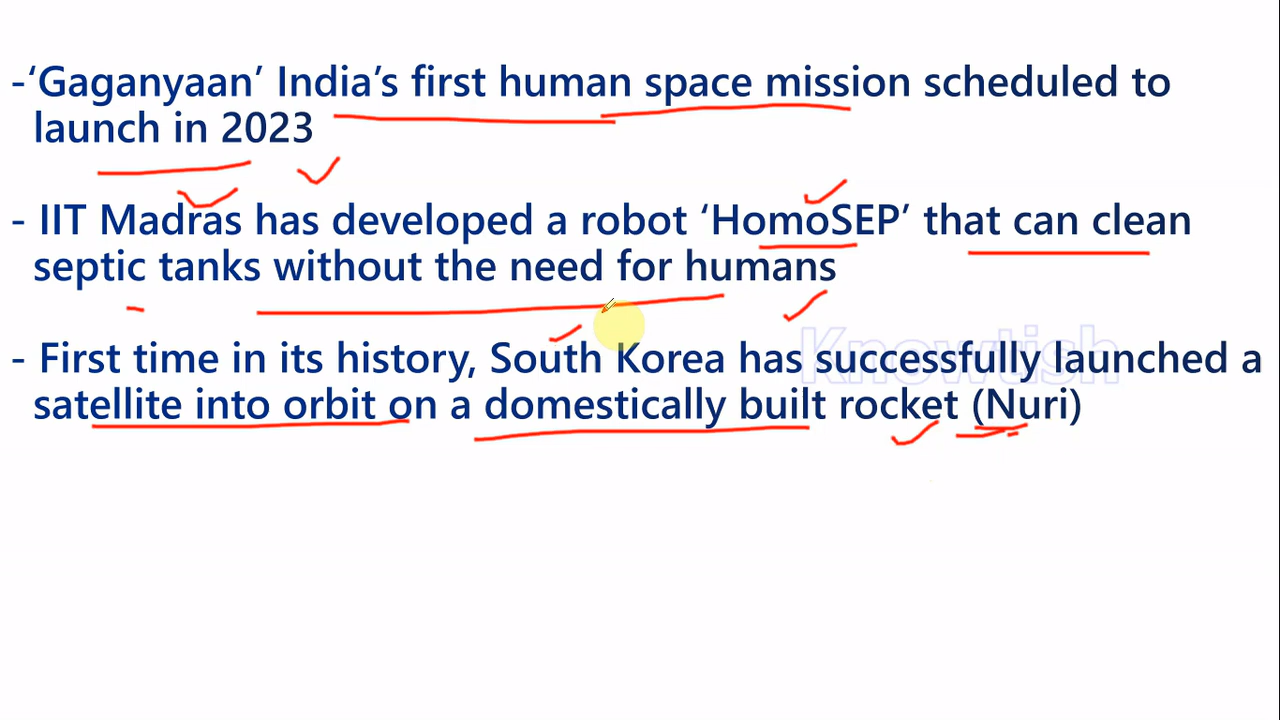 -‘Gaganyaan’ India’s first human space mission scheduled to
launch in 2023
- IIT Madras has developed a robot ‘HomoSEP’ that can clean
septic tanks without the need for humans
Knowtish
- First time in its history, South Korea has successfully launched a
satellite into orbit on a domestically built rocket (Nuri)